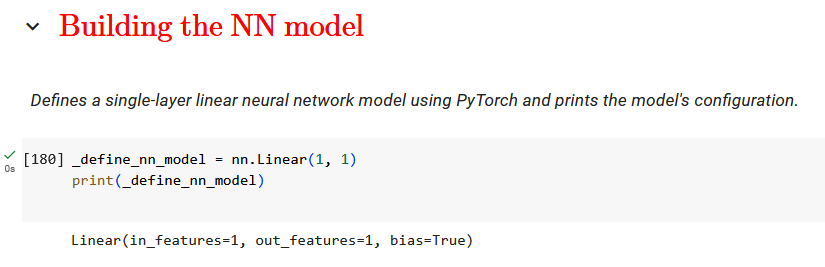 Building the NN model
Defines a single-layer linear neural network model using PyTorch and prints the model's configuration.
[180] _define_nn_model = nn.Linear(1, 1)
0s
print(_define_nn_model)
Linear(in_features=1, out_features=1, bias=True)